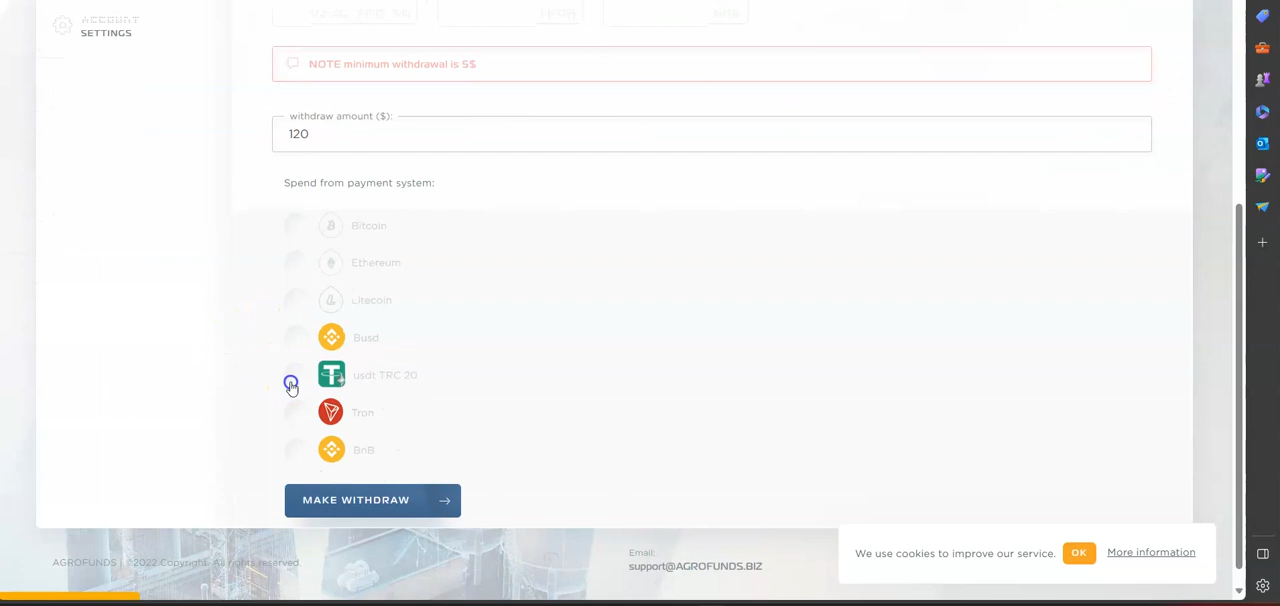 ACCOUNT
SETTINGS
NOTE minimum withdrawal is 5$
withdraw amount ($):
120
Spend from payment system:
Bitcoin
Ethereum
Litecoin
Busd
usdt TRC 20
Tron
BnB
MAKE WITHDRAW
AGROFUNDS | ©2022 Copyright. All rights reserved.
Email:
support@AGROFUNDS.BIZ
We use cookies to improve our service.
OK
More information